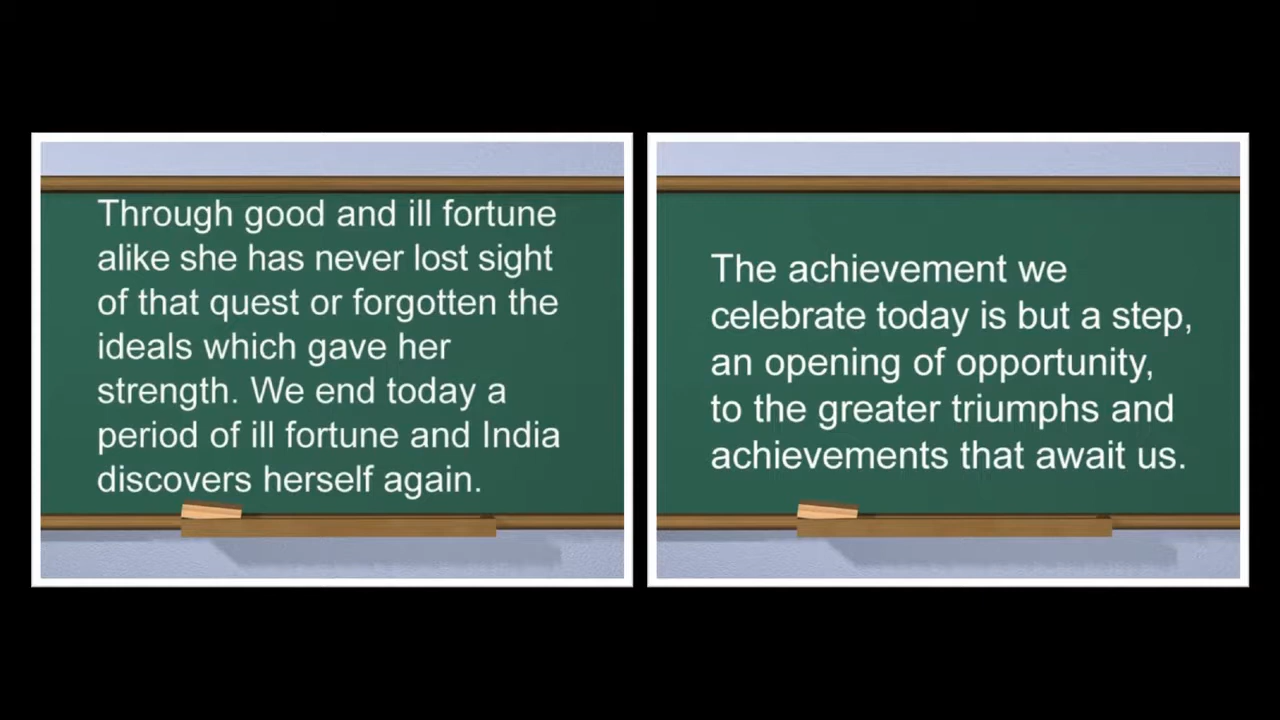 Through good and ill fortune
alike she has never lost sight
of that quest or forgotten the
ideals which gave her
strength. We end today a
period of ill fortune and India
discovers herself again.
The achievement we
celebrate today is but a step,
an opening of opportunity,
to the greater triumphs and
achievements that await us.